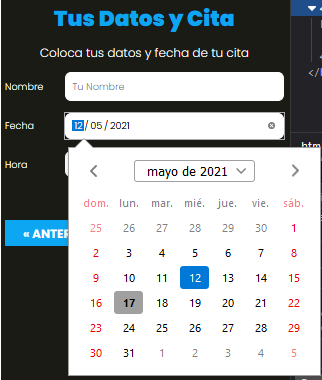 Tus Datos y Cita
Coloca tus datos y fecha de tu cita
Nombre Tu Nombre
Fecha 12/ 05 / 2021
Hora
mayo de 2021
dom. lun. mar. mié. jue. vie. sáb.
25 26 27 28 29 30 1
2 3 4 5 6 7 8
9 10 11 12 13 14 15
16 17 18 19 20 21 22
23 24 25 26 27 28 29
30 31 1 2 3 4 5
« ANTER